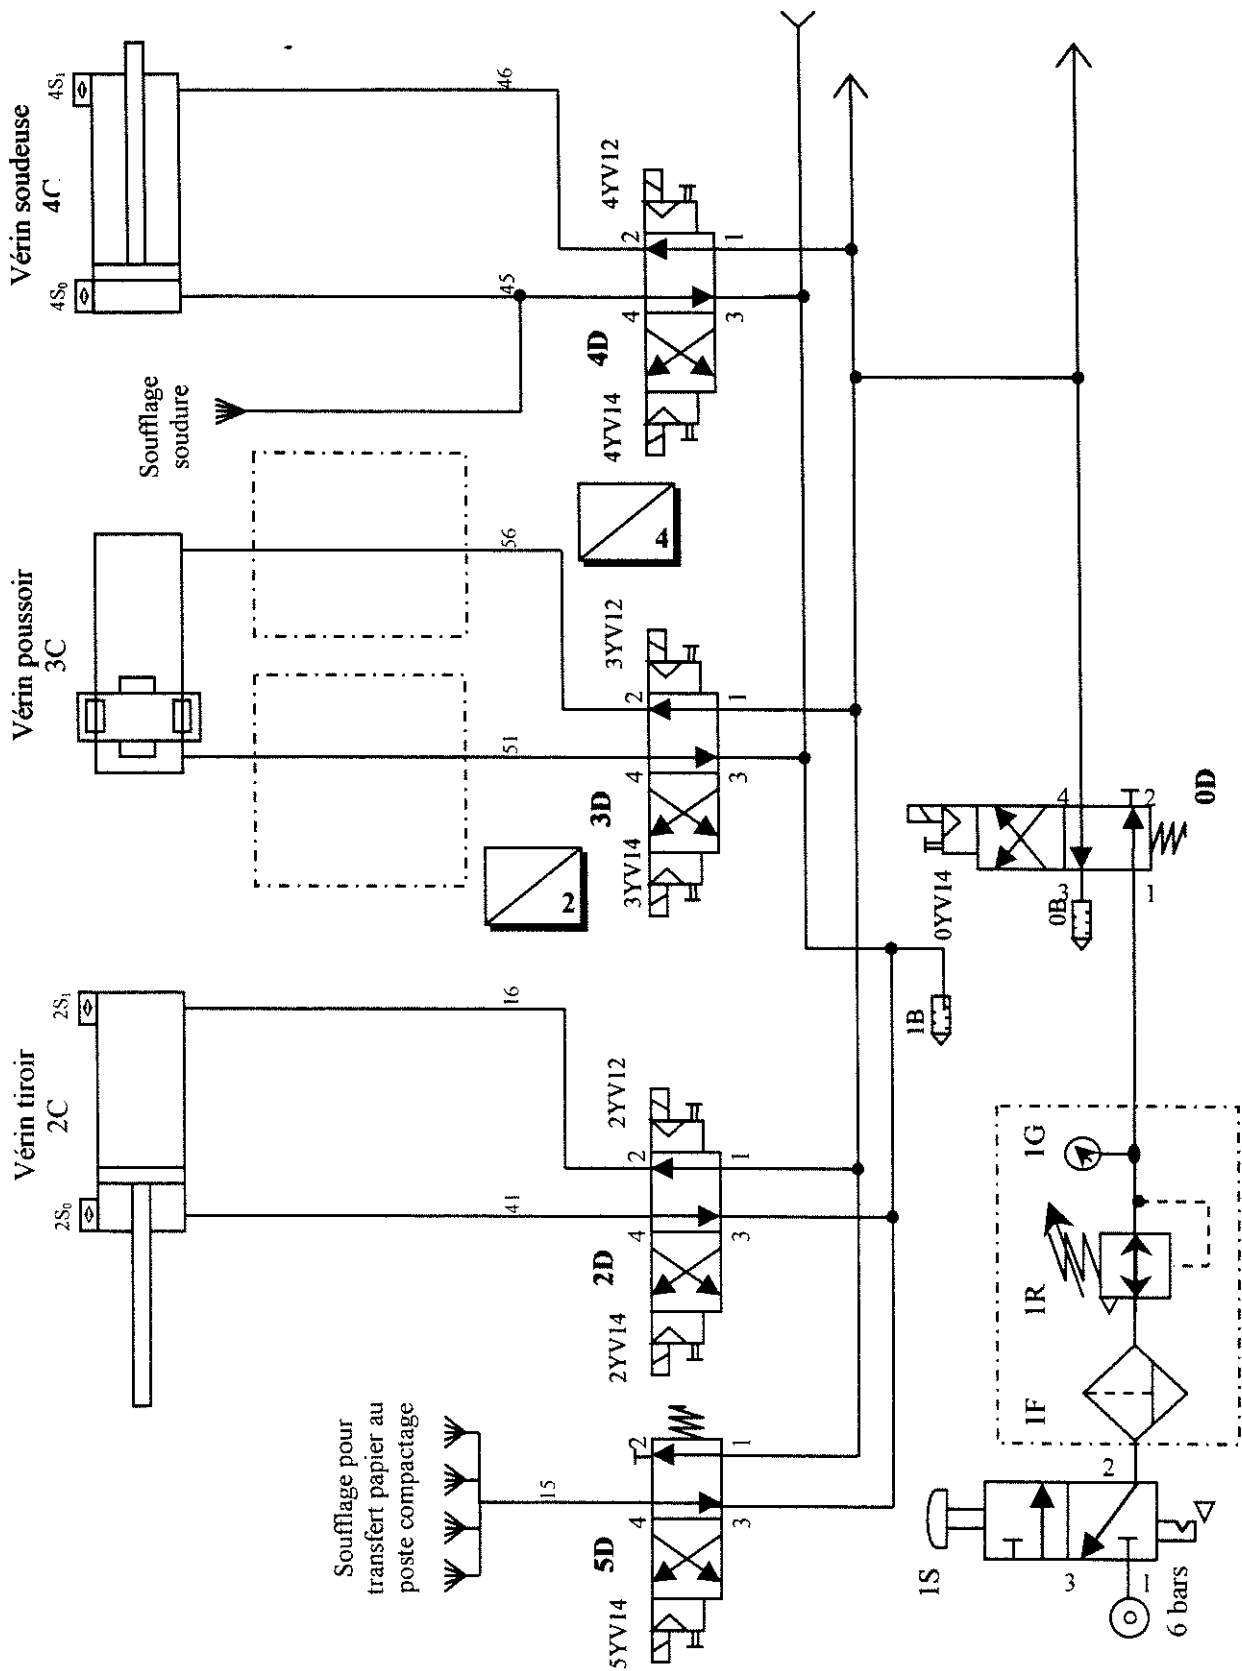 Vérin tiroir
2C
Vérin poussoir
3C
Vérin soudeuse
4C
2S₀
2S₁
4S₀
4S₁
Soufflage pour
transfert papier au
poste compactage
Soufflage
soudure
15
41
16
51
56
45
46
2
4
5YV14
5D
4
2
3
1
2YV14
2D
2YV12
4
2
3
1
3YV14
3D
3YV12
4
2
3
1
4YV14
4D
4YV12
4
2
3
1
1B
0YV14
0B
3
4
1
2
0D
1S
3
2
1
6 bars
1F
1R
1G